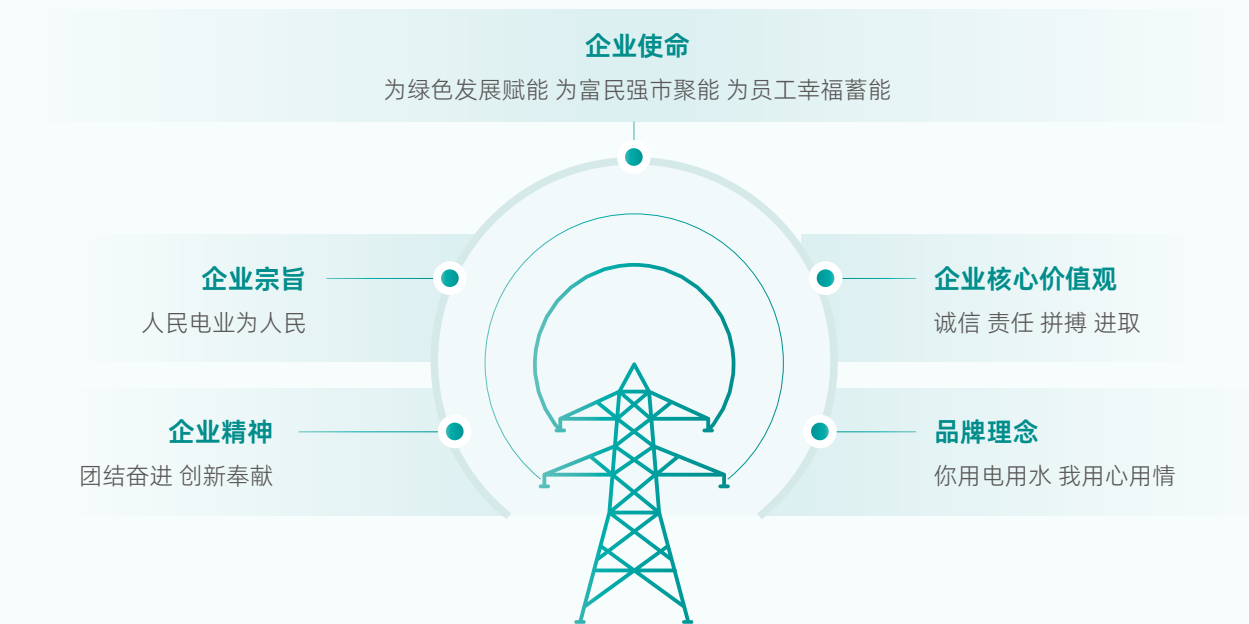 企业使命
为绿色发展赋能 为富民强市聚能 为员工幸福蓄能
企业宗旨
人民电业为人民
企业核心价值观
诚信 责任 拼搏 进取
企业精神
团结奋进 创新奉献
品牌理念
你用电用水 我用心用情